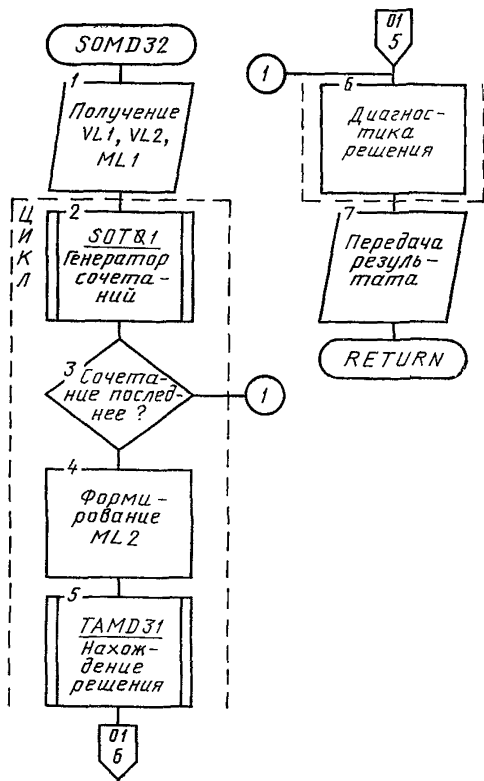 SOMD32
1
Получение
VL1, VL2,
ML1
ЦИКЛ
2
SOTQ1
Генератор
сочета-
ний
3 Сочета-
ние послед-
нее ?
1
4
Форми-
рование
ML2
5
TAMD31
Нахож-
дение
решения
01
6
01
5
1
6
Диагнос-
тика
решения
7
Передача
резуль-
тата
RETURN